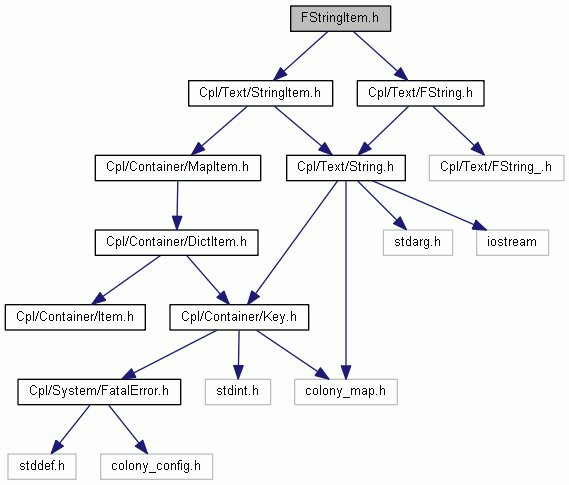 FStringItem.h
Cpl/Text/StringItem.h
Cpl/Text/FString.h
Cpl/Container/MapItem.h
Cpl/Text/String.h
Cpl/Text/FString_.h
Cpl/Container/DictItem.h
stdarg.h
iostream
Cpl/Container/Item.h
Cpl/Container/Key.h
Cpl/System/FatalError.h
stdint.h
colony_map.h
stddef.h
colony_config.h